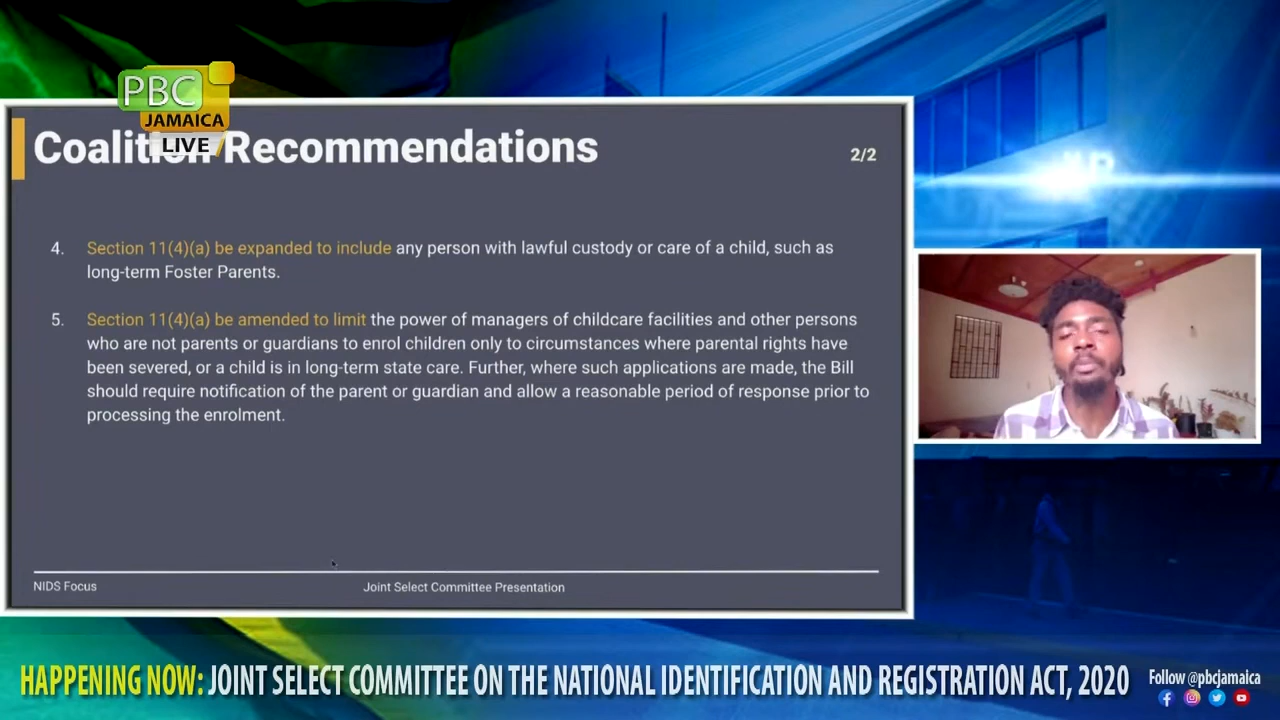 PBC
JAMAICA
LIVE
Coalition Recommendations
2/2
4. Section 11(4)(a) be expanded to include any person with lawful custody or care of a child, such as
long-term Foster Parents.
5. Section 11(4)(a) be amended to limit the power of managers of childcare facilities and other persons
who are not parents or guardians to enrol children only to circumstances where parental rights have
been severed, or a child is in long-term state care. Further, where such applications are made, the Bill
should require notification of the parent or guardian and allow a reasonable period of response prior to
processing the enrolment.
NIDS Focus
Joint Select Committee Presentation
HAPPENING NOW: JOINT SELECT COMMITTEE ON THE NATIONAL IDENTIFICATION AND REGISTRATION ACT, 2020
Follow @pbcjamaica